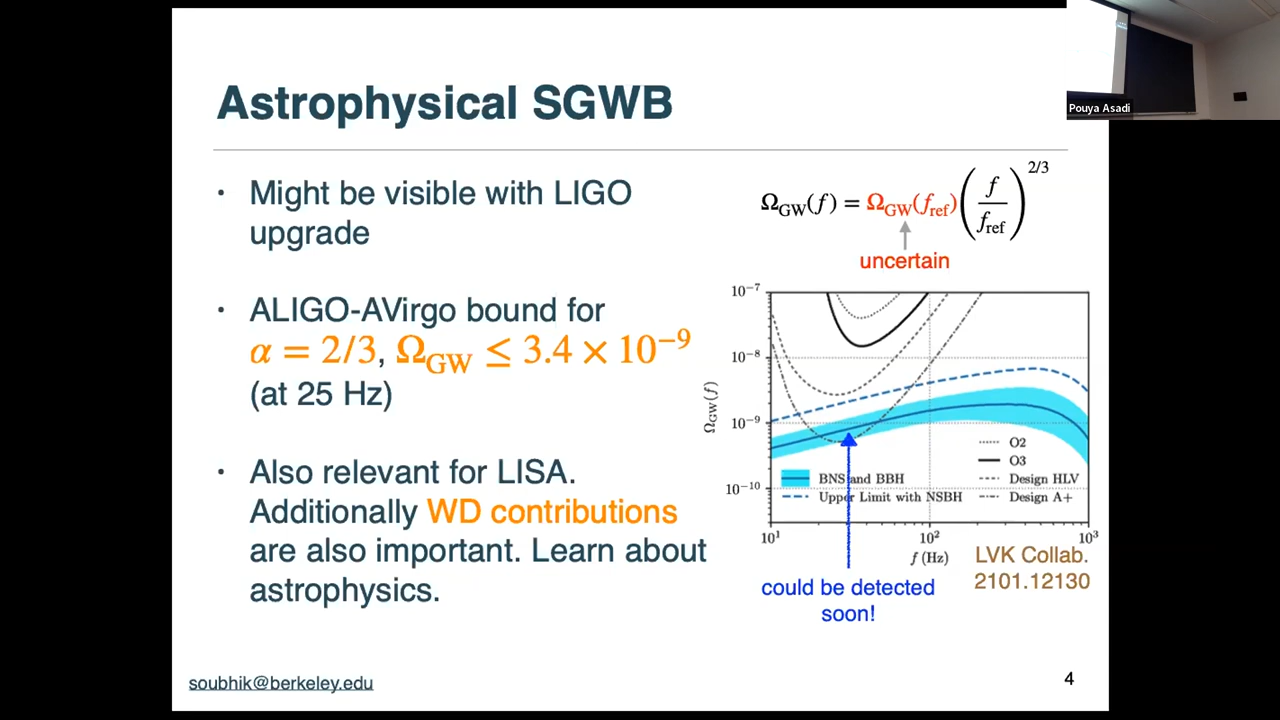 Astrophysical SGWB
Pouya Asadi
• Might be visible with LIGO
upgrade
• ALIGO-AVirgo bound for
α = 2/3, Ω_GW ≤ 3.4 × 10^−9
(at 25 Hz)
• Also relevant for LISA.
Additionally WD contributions
are also important. Learn about
astrophysics.
Ω_GW(f) = Ω_GW(f_ref) (f/f_ref)^2/3
uncertain
10^−7
10^−8
10^−9
10^−10
Ω_GW(f)
O2
O3
BNS and BBH
Design HLV
Upper Limit with NSBH
Design A+
10^1
10^2
10^3
f (Hz)
LVK Collab.
2101.12130
could be detected
soon!
soubhik@berkeley.edu
4